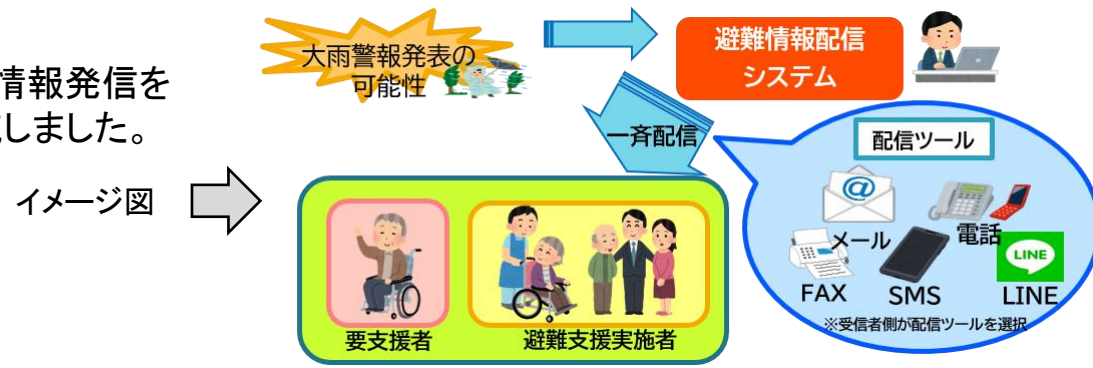 情報発信を
しました。
イメージ図
大雨警報発表の
可能性
避難情報配信
システム
一斉配信
配信ツール
@
メール
電話
LINE
FAX
SMS
LINE
※受信者側が配信ツールを選択
要支援者
避難支援実施者